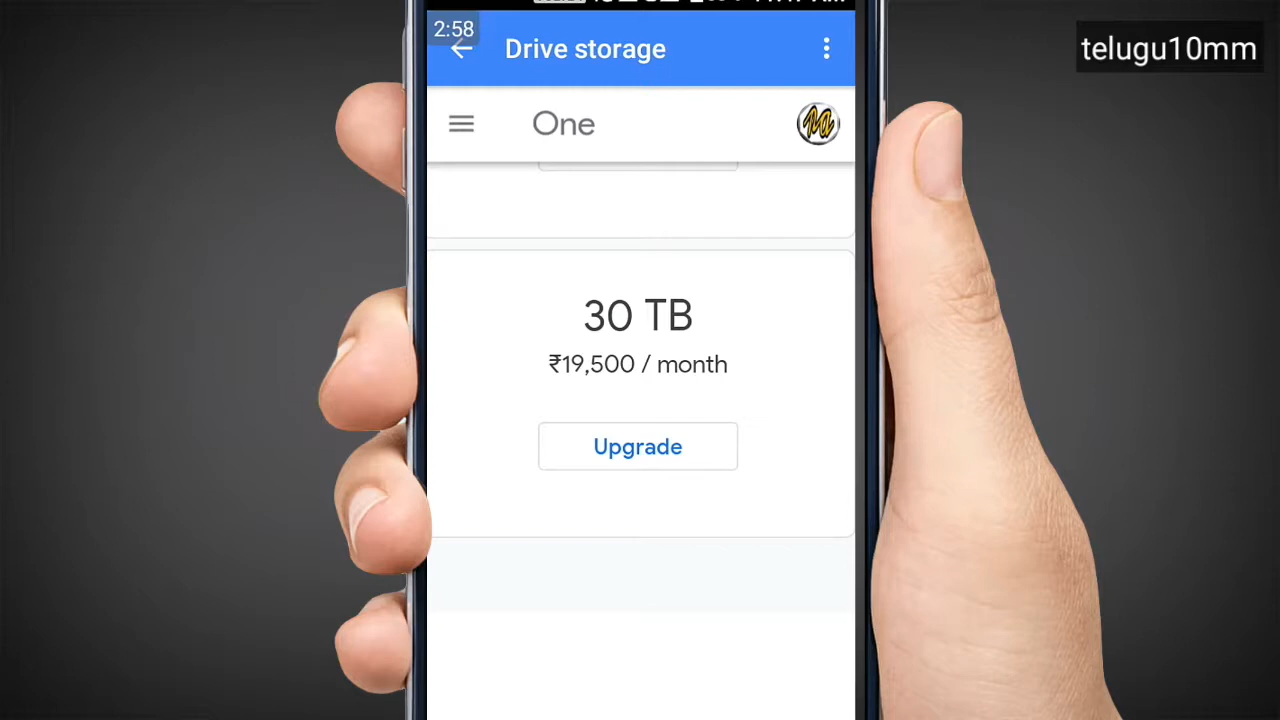 telugu10mm
2:58
Drive storage
One
30 TB
₹19,500 / month
Upgrade